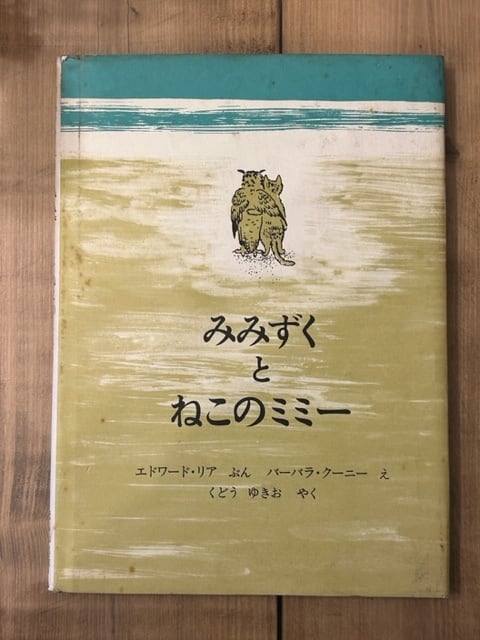 みみずく
と
ねこのミミー
エドワード・リア ぶん バーバラ・クーニー え
くどう ゆきお やく